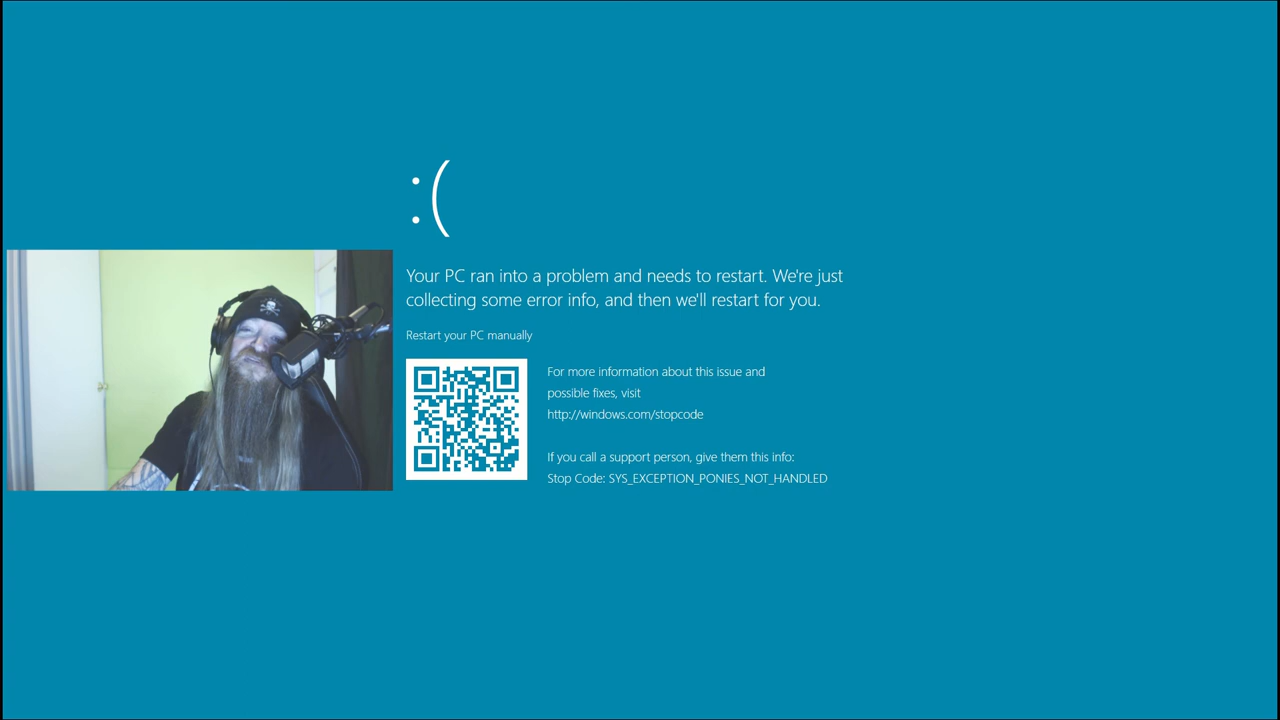 :(
Your PC ran into a problem and needs to restart. We're just
collecting some error info, and then we'll restart for you.
Restart your PC manually
For more information about this issue and
possible fixes, visit
http://windows.com/stopcode
If you call a support person, give them this info:
Stop Code: SYS_EXCEPTION_PONIES_NOT_HANDLED